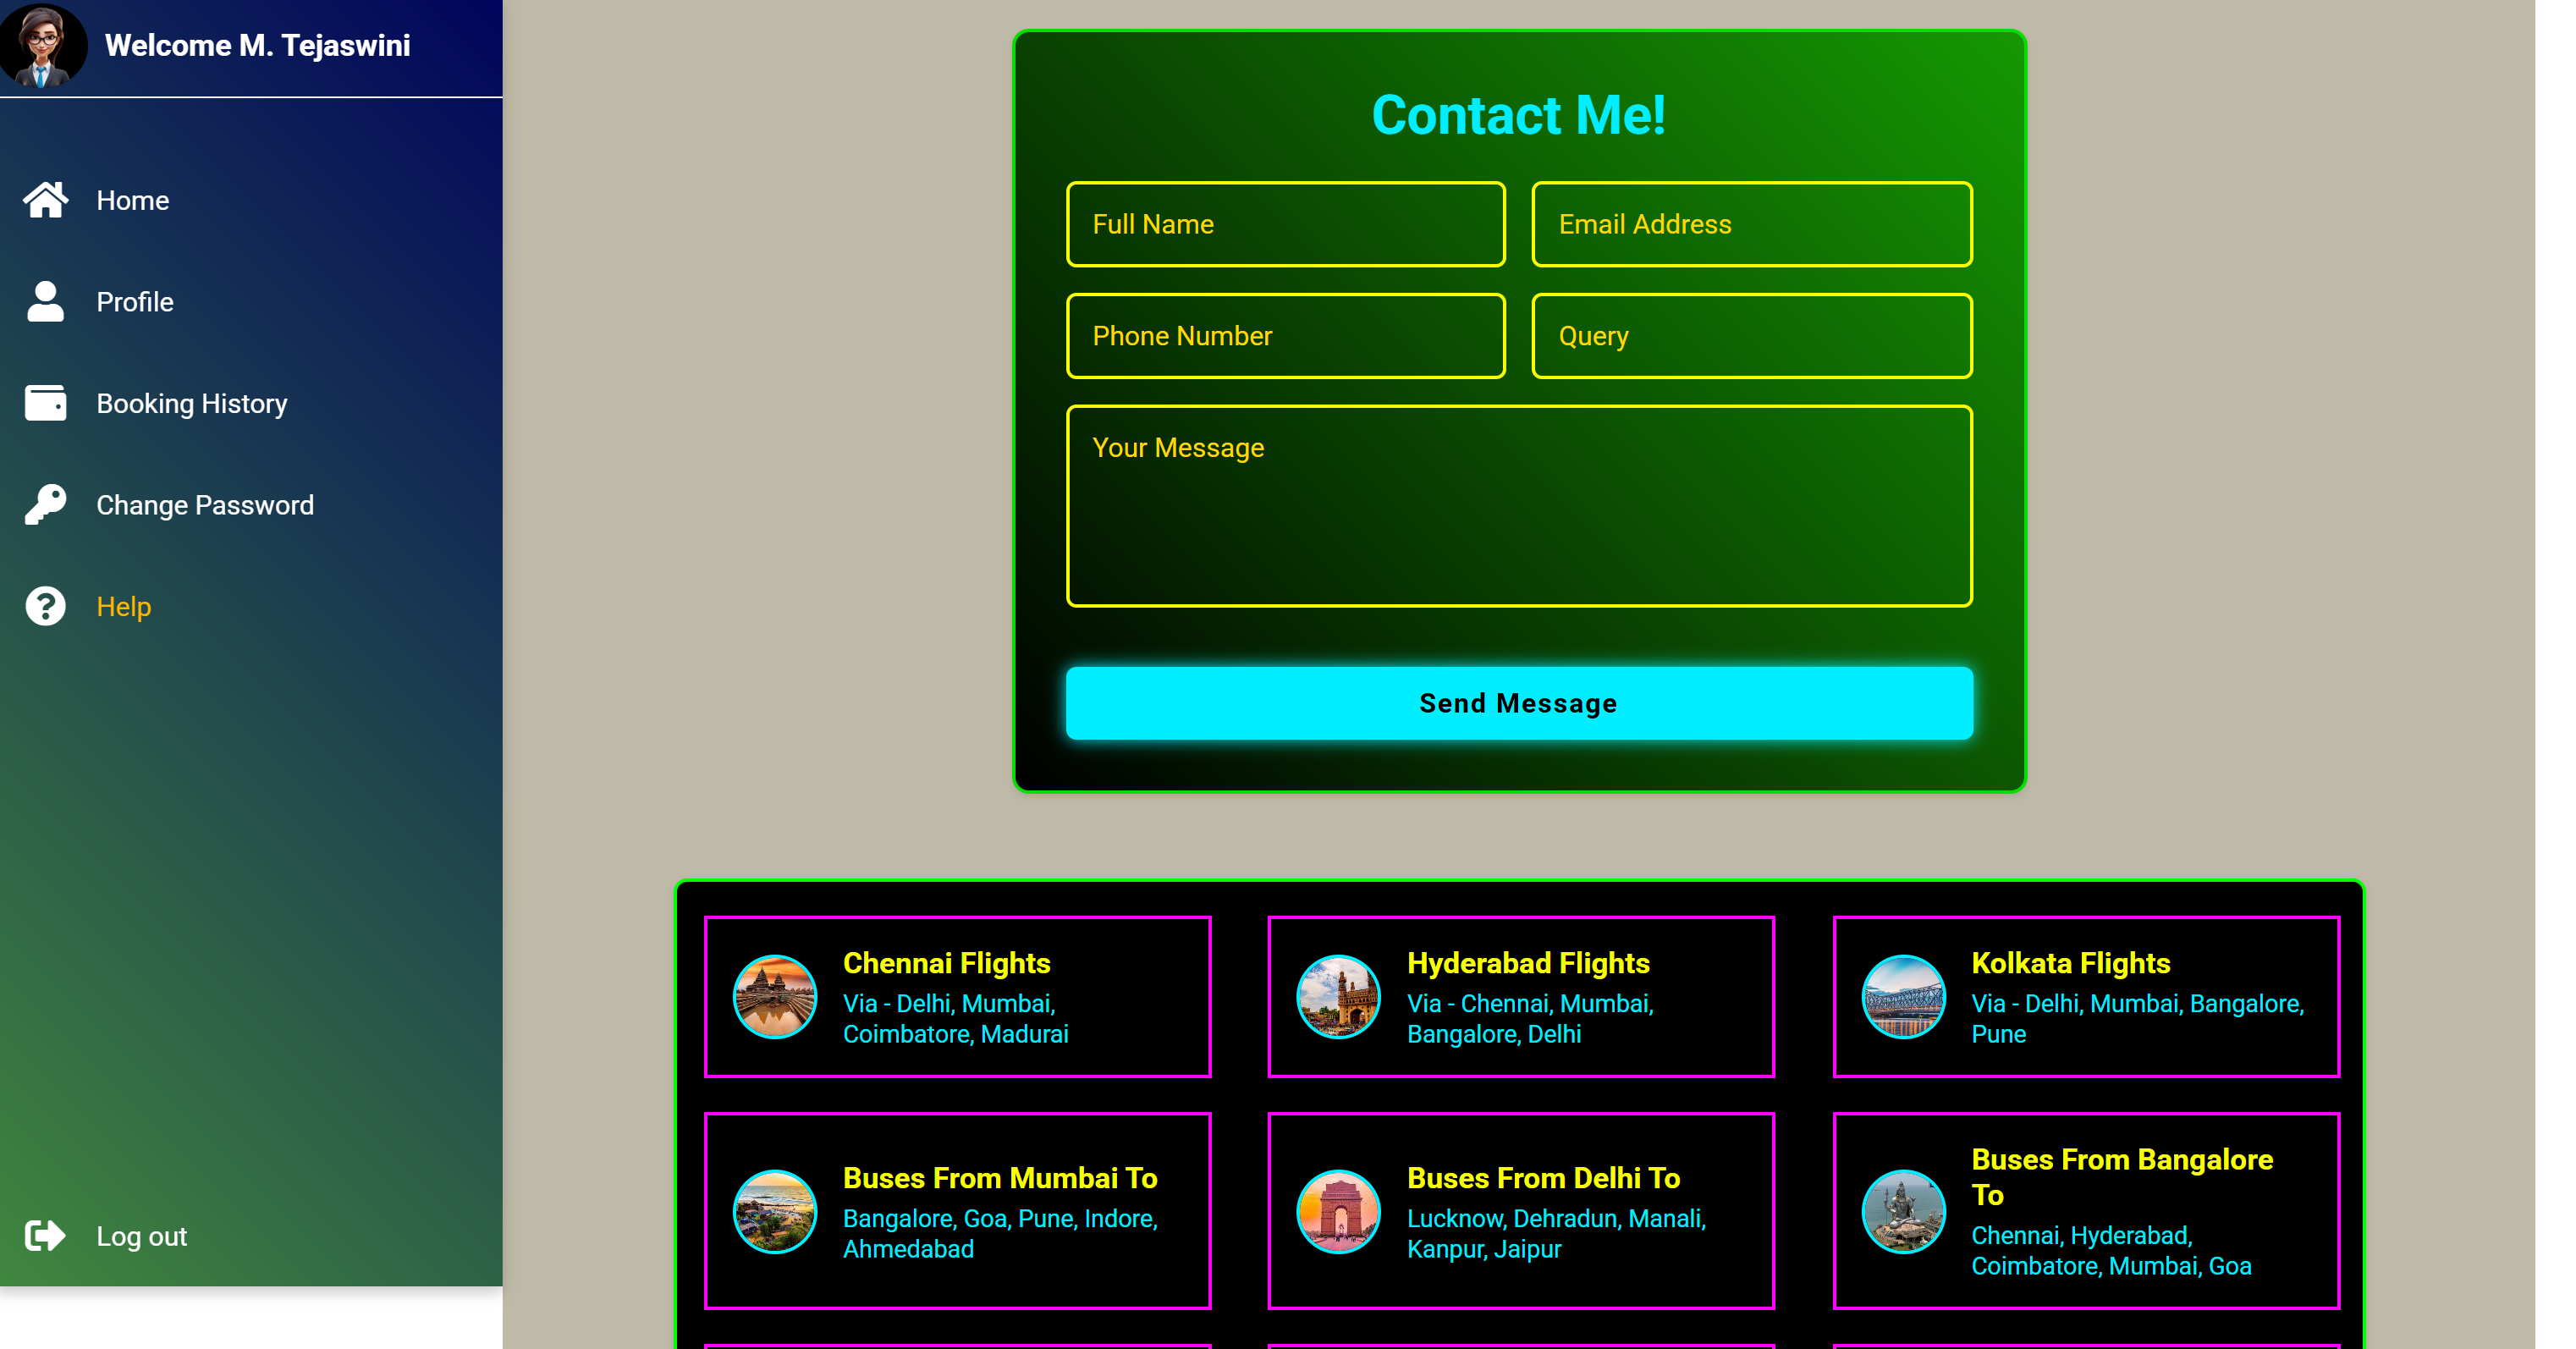 Welcome M. Tejaswini
Home
Profile
Booking History
Change Password
Help
Log out
Contact Me!
Full Name
Email Address
Phone Number
Query
Your Message
Send Message
Chennai Flights
Via - Delhi, Mumbai,
Coimbatore, Madurai
Hyderabad Flights
Via - Chennai, Mumbai,
Bangalore, Delhi
Kolkata Flights
Via - Delhi, Mumbai, Bangalore,
Pune
Buses From Mumbai To
Bangalore, Goa, Pune, Indore,
Ahmedabad
Buses From Delhi To
Lucknow, Dehradun, Manali,
Kanpur, Jaipur
Buses From Bangalore
To
Chennai, Hyderabad,
Coimbatore, Mumbai, Goa